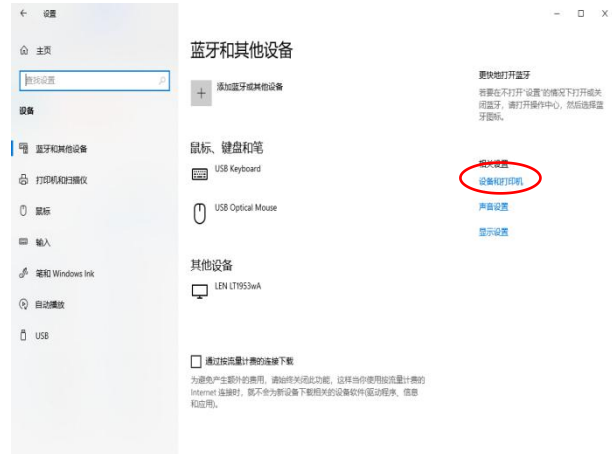 设置
主页
查找设置
设备
蓝牙和其他设备
打印机和扫描仪
鼠标
输入
笔和 Windows Ink
自动播放
USB
蓝牙和其他设备
添加蓝牙或其他设备
鼠标、键盘和笔
USB Keyboard
USB Optical Mouse
其他设备
LEN LT1953wA
通过按流量计费的连接下载
为避免产生额外的费用，请始终关闭此功能，这样当你使用按流量计费的
Internet 连接时，就不会为新设备下载相关的设备软件(驱动程序、信息
和应用)。
更快地打开蓝牙
若要在不打开"设置"的情况下打开或关
闭蓝牙，请打开操作中心，然后选择蓝
牙图标。
相关设置
设备和打印机
声音设置
显示设置